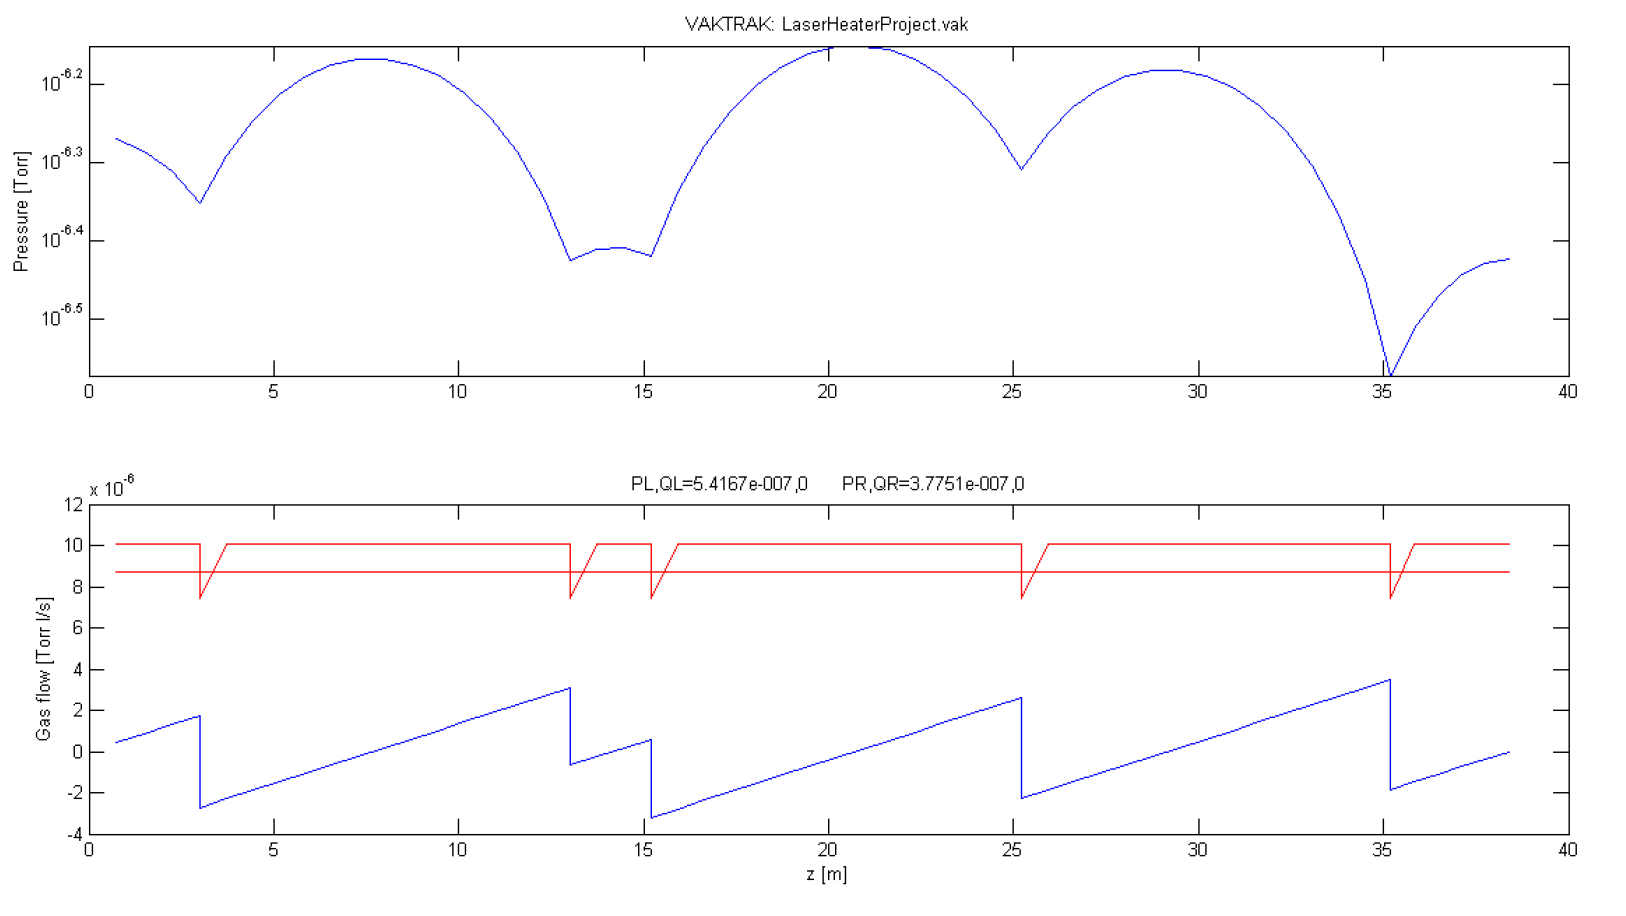 VAKTRAK: LaserHeaterProject.vak
10^-6.2
10^-6.3
10^-6.4
10^-6.5
Pressure [Torr]
0 5 10 15 20 25 30 35 40
x 10^-6
PL,QL=5.4167e-007,0 PR,QR=3.7751e-007,0
12
10
8
6
4
2
0
-2
-4
Gas flow [Torr l/s]
0 5 10 15 20 25 30 35 40
z [m]